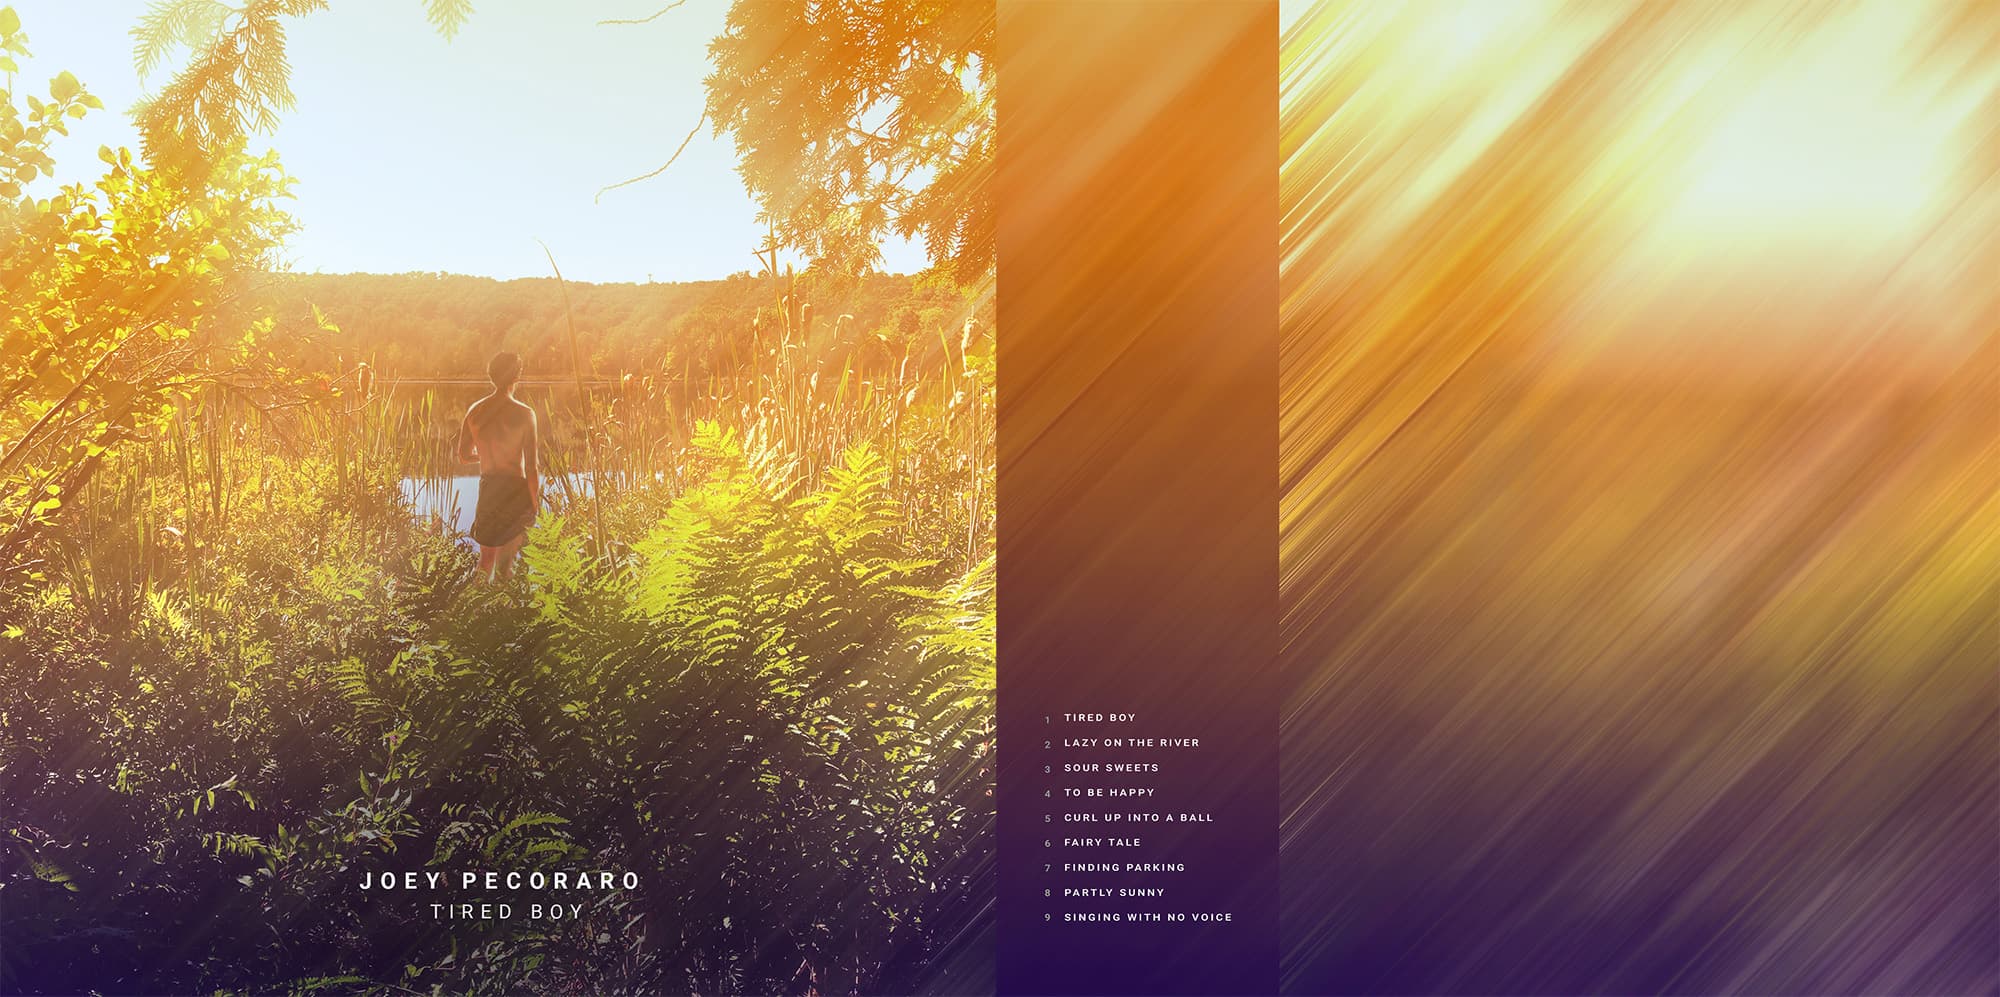 JOEY PECORARO
TIRED BOY
1 TIRED BOY
2 LAZY ON THE RIVER
3 SOUR SWEETS
4 TO BE HAPPY
5 CURL UP INTO A BALL
6 FAIRY TALE
7 FINDING PARKING
8 PARTLY SUNNY
9 SINGING WITH NO VOICE